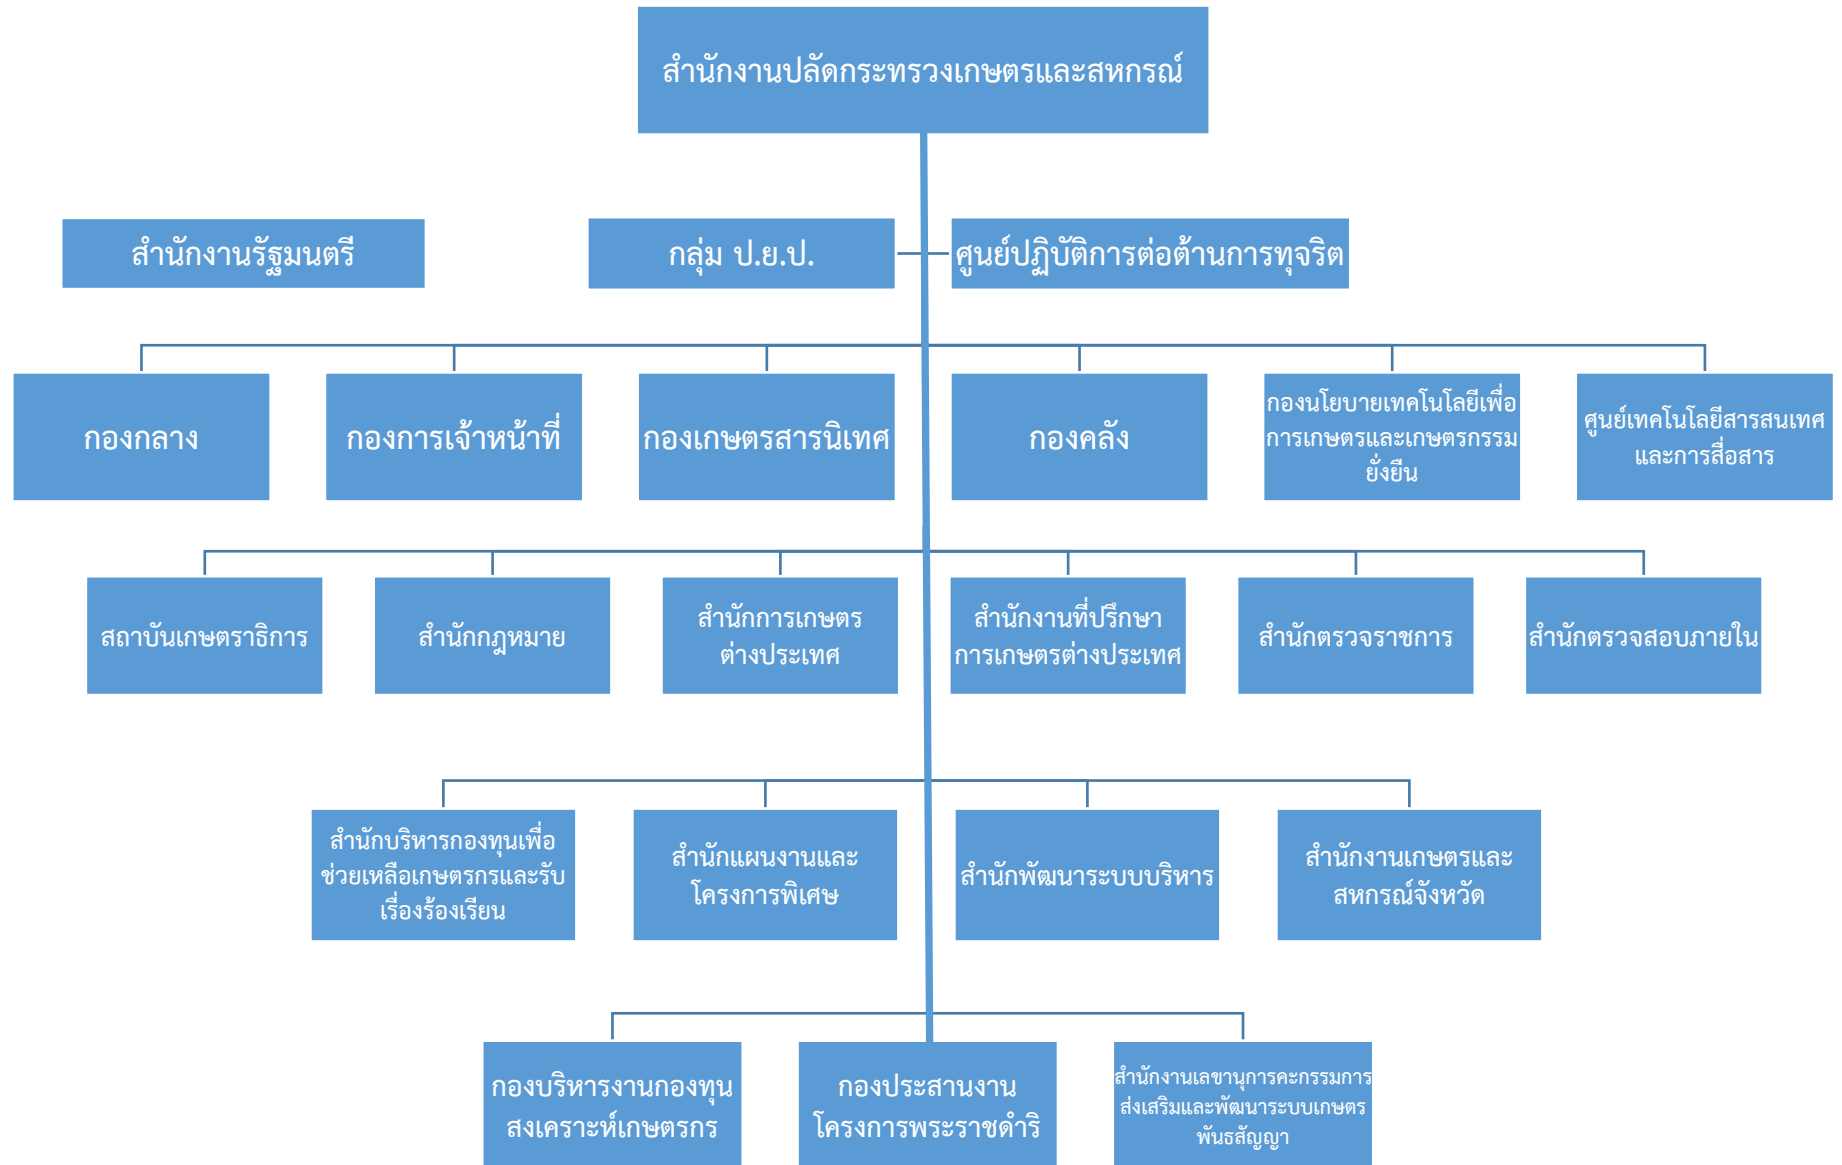 สำนักงานปลัดกระทรวงเกษตรและสหกรณ์
สำนักงานรัฐมนตรี
กลุ่ม ป.ย.ป.
ศูนย์ปฏิบัติการต่อต้านการทุจริต
กองกลาง
กองการเจ้าหน้าที่
กองเกษตรสารนิเทศ
กองคลัง
กองนโยบายเทคโนโลยีเพื่อ
การเกษตรและเกษตรกรรม
ยั่งยืน
ศูนย์เทคโนโลยีสารสนเทศ
และการสื่อสาร
สถาบันเกษตราธิการ
สำนักกฎหมาย
สำนักการเกษตร
ต่างประเทศ
สำนักงานที่ปรึกษา
การเกษตรต่างประเทศ
สำนักตรวจราชการ
สำนักตรวจสอบภายใน
สำนักบริหารกองทุนเพื่อ
ช่วยเหลือเกษตรกรและรับ
เรื่องร้องเรียน
สำนักแผนงานและ
โครงการพิเศษ
สำนักพัฒนาระบบบริหาร
สำนักงานเกษตรและ
สหกรณ์จังหวัด
กองบริหารงานกองทุน
สงเคราะห์เกษตรกร
กองประสานงาน
โครงการพระราชดำริ
สำนักงานเลขานุการคะกรรมการ
ส่งเสริมและพัฒนาระบบเกษตร
พันธสัญญา